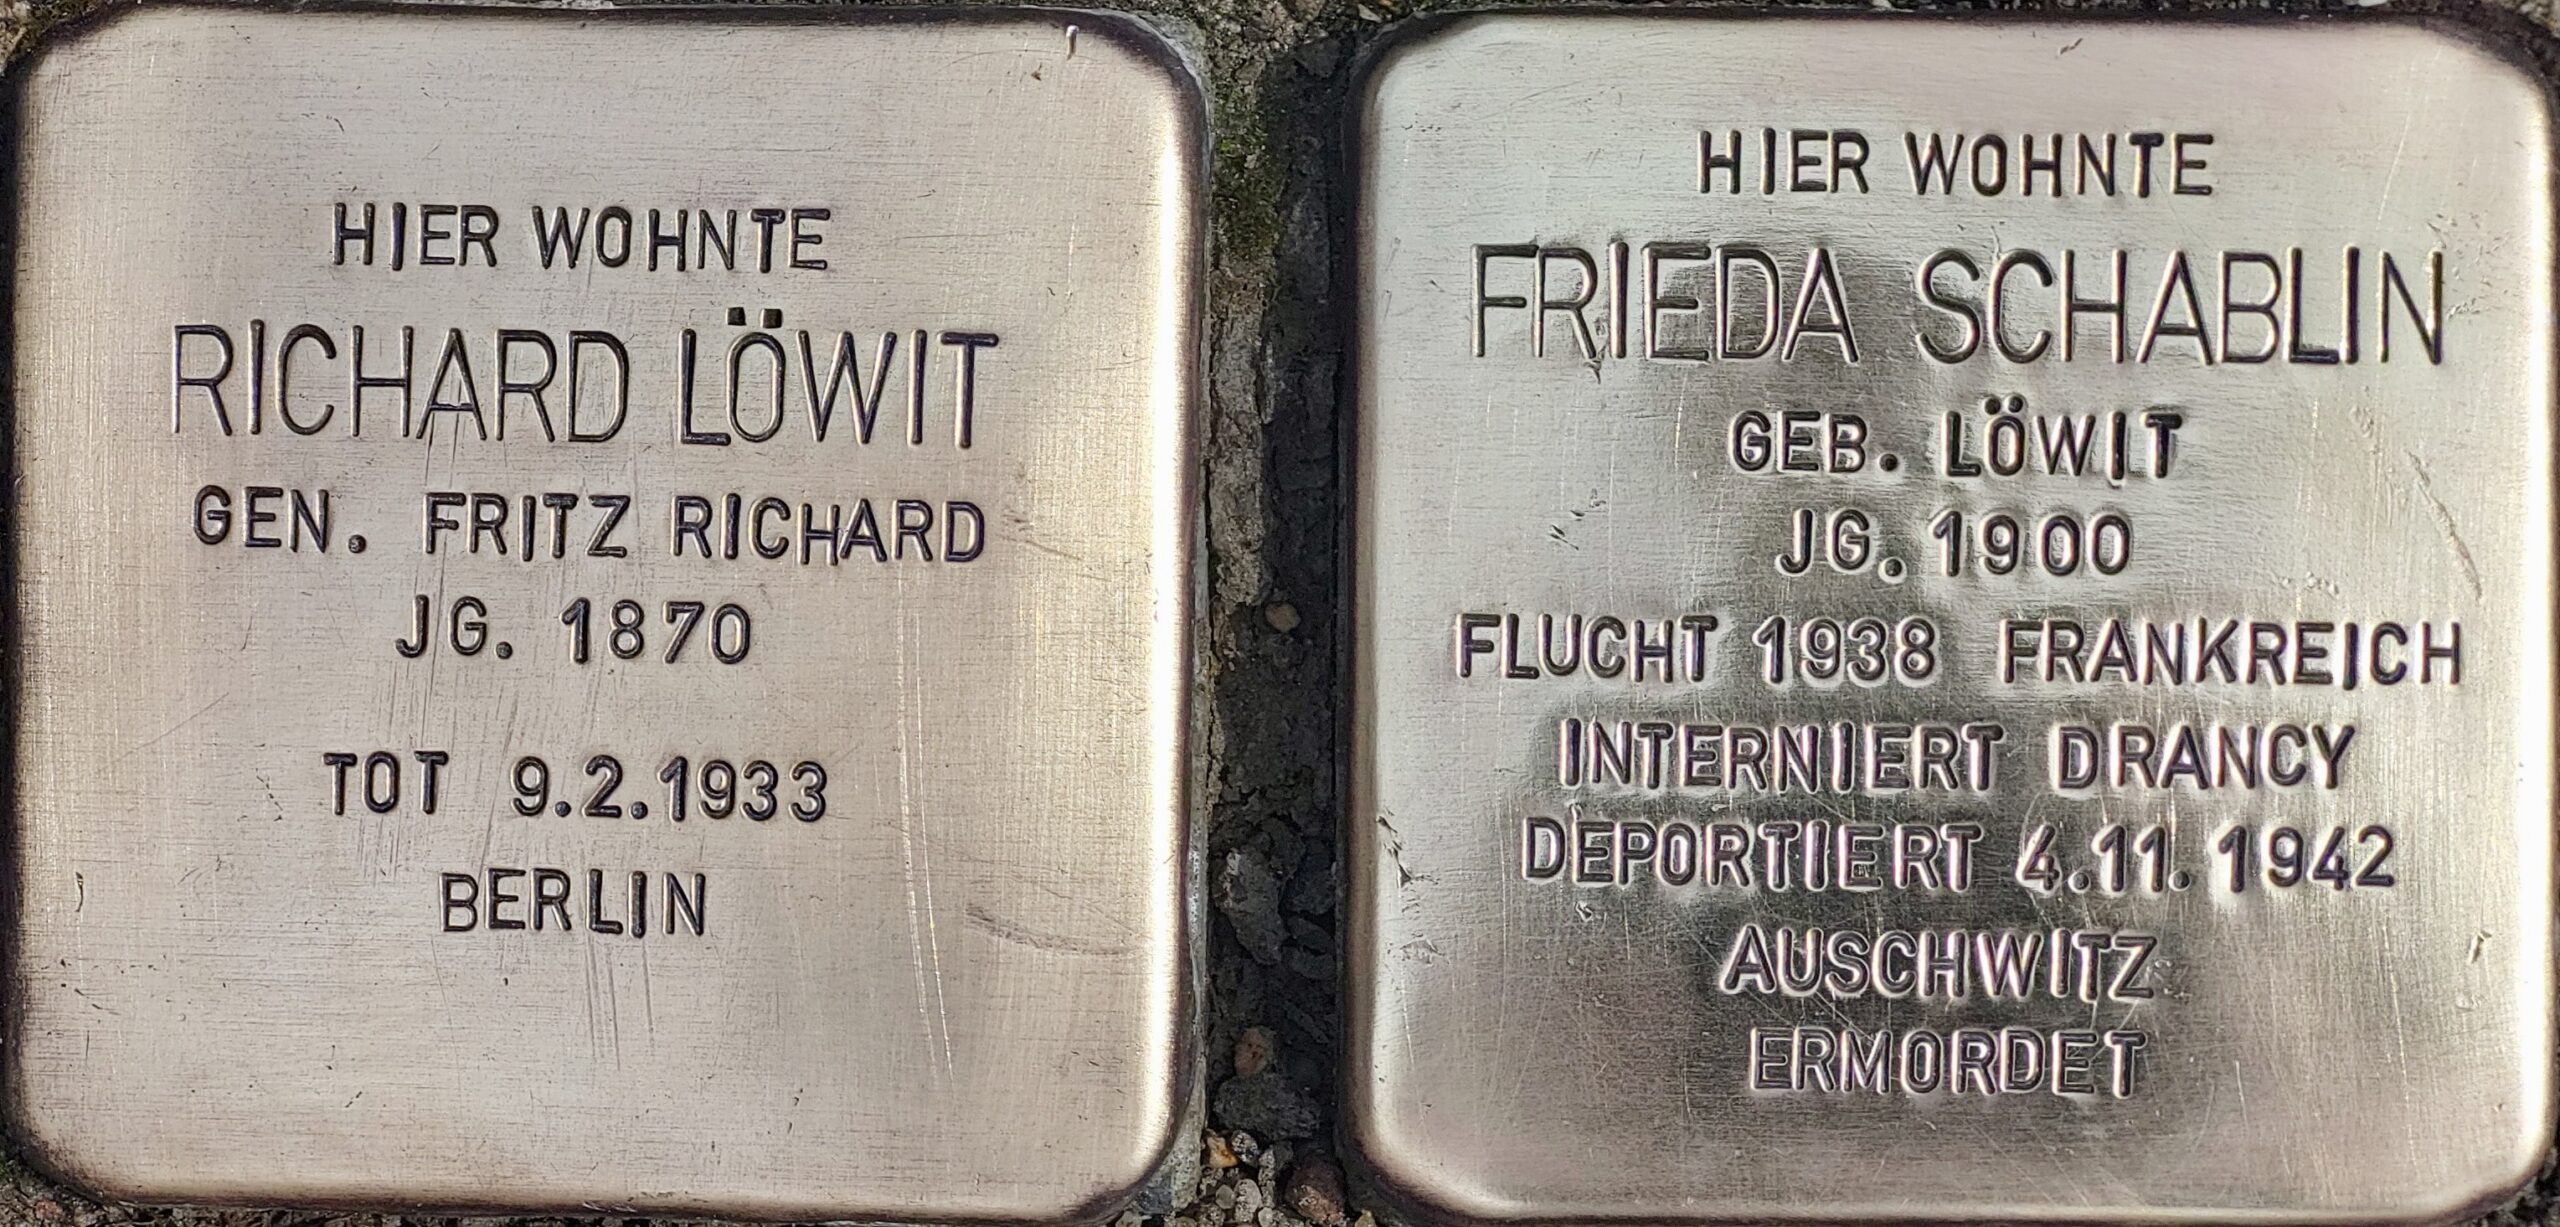 HIER WOHNTE
RICHARD LÖWIT
GEN. FRITZ RICHARD
JG. 1870
TOT 9.2.1933
BERLIN
HIER WOHNTE
FRIEDA SCHABLIN
GEB. LÖWIT
JG. 1900
FLUCHT 1938 FRANKREICH
INTERNIERT DRANCY
DEPORTIERT 4.11.1942
AUSCHWITZ
ERMORDET